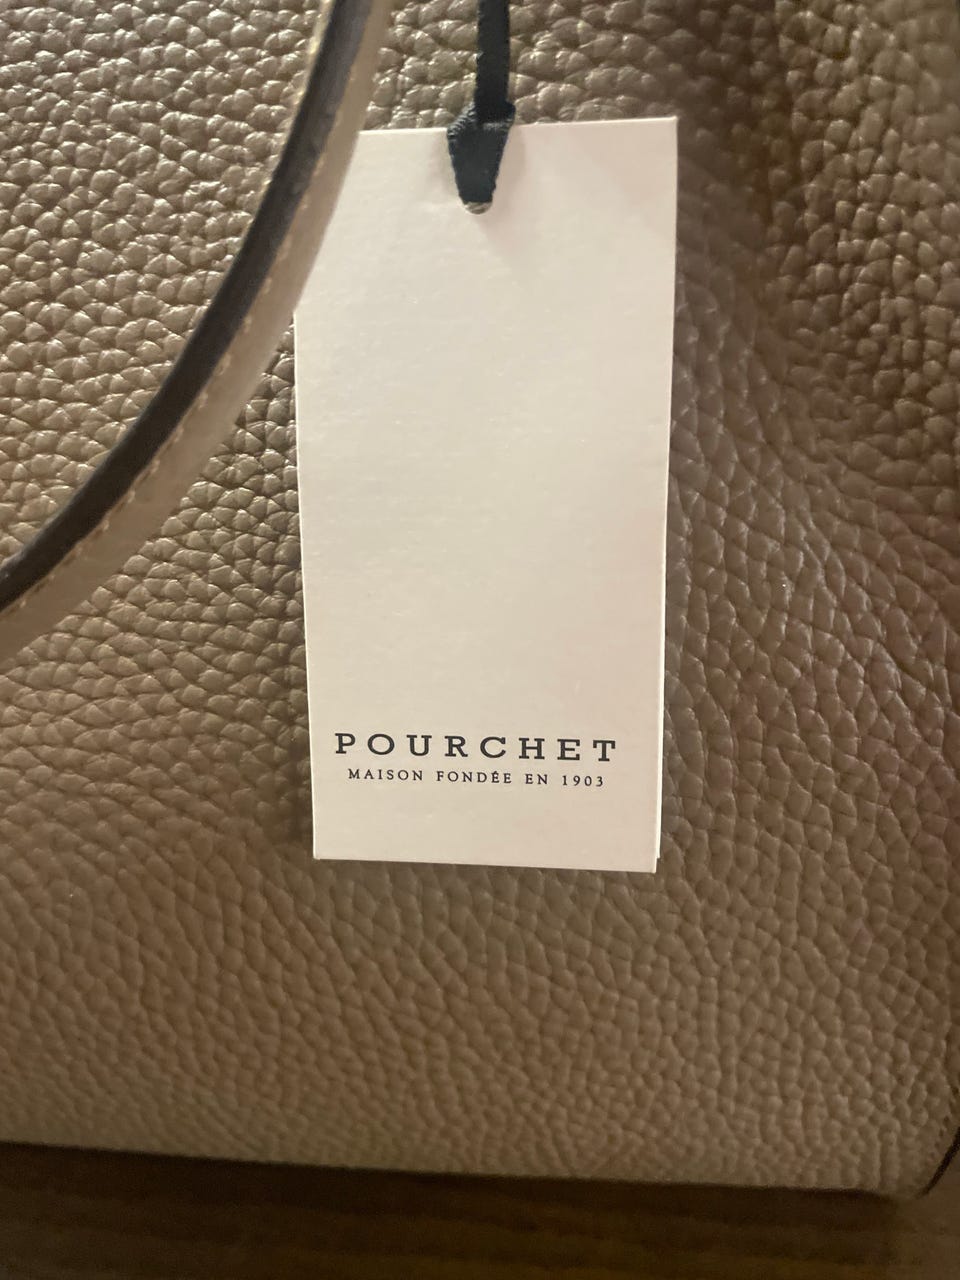 POURCHET
MAISON FONDÉE EN 1903